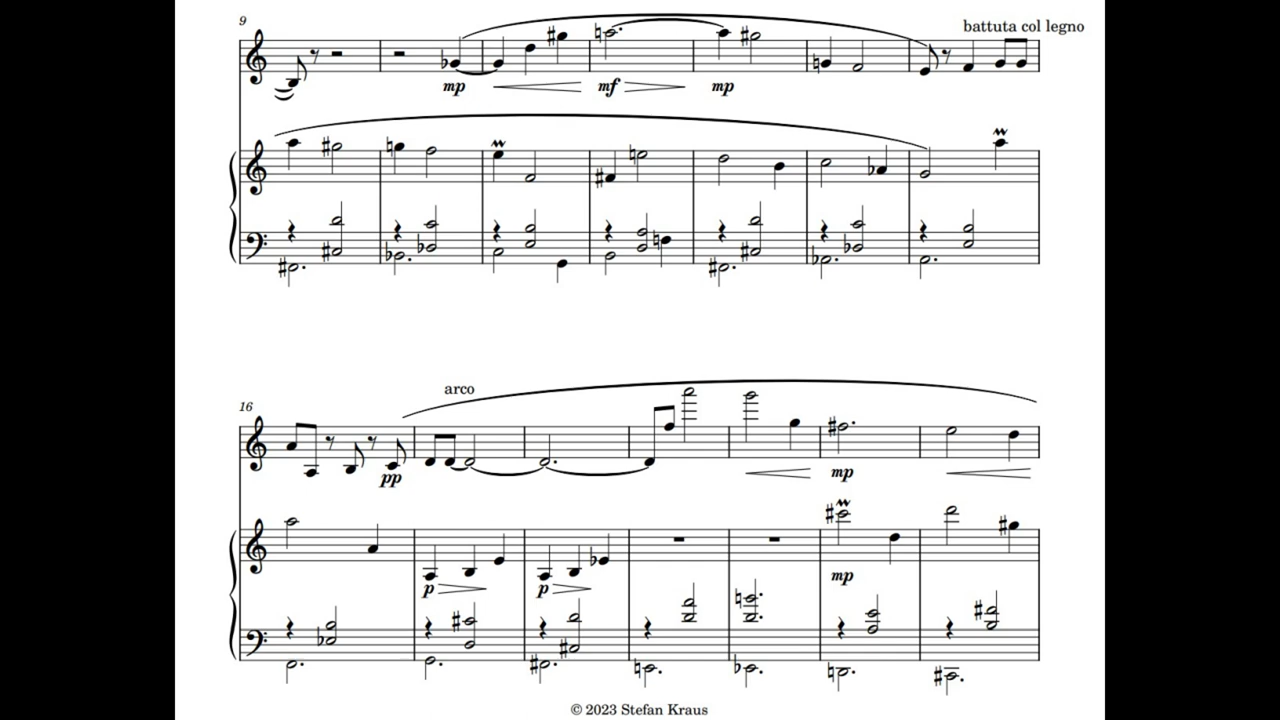 9
battuta col legno
mp mf mp
16
arco
pp
p p mp
mp
© 2023 Stefan Kraus